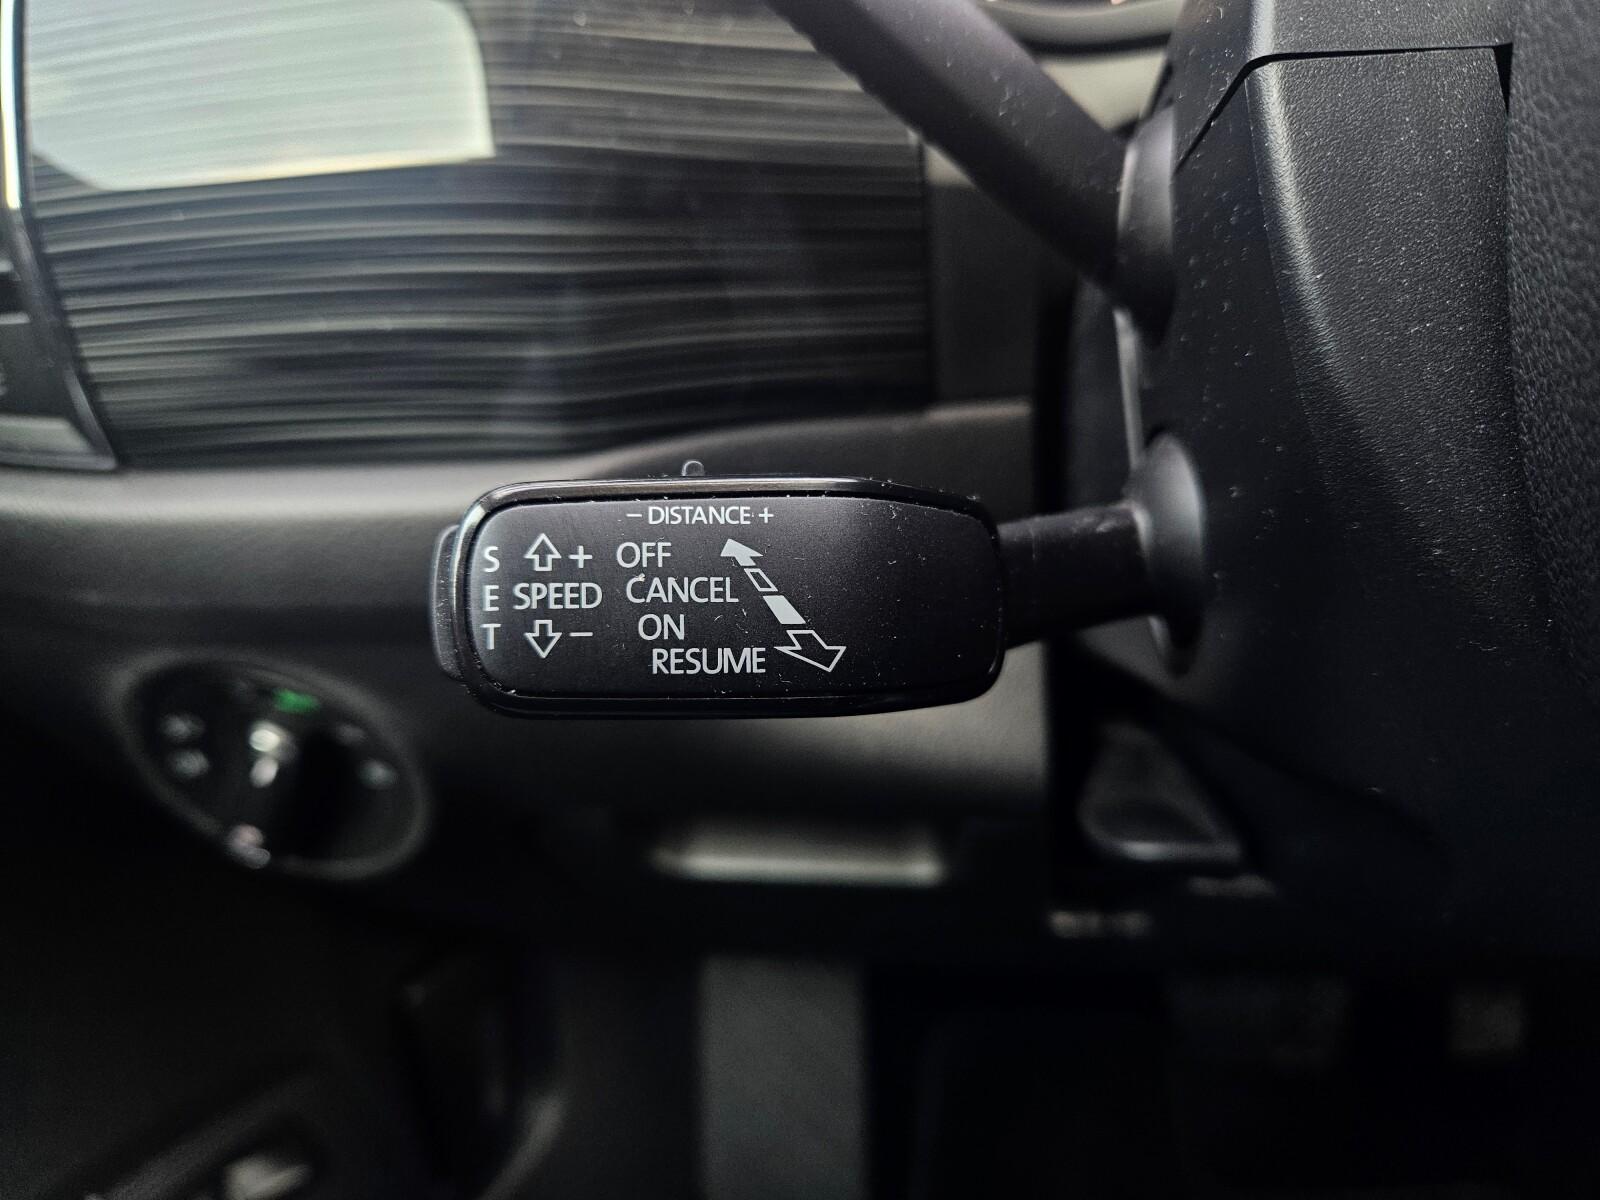 − DISTANCE +
S + OFF
E SPEED CANCEL
T − ON
RESUME